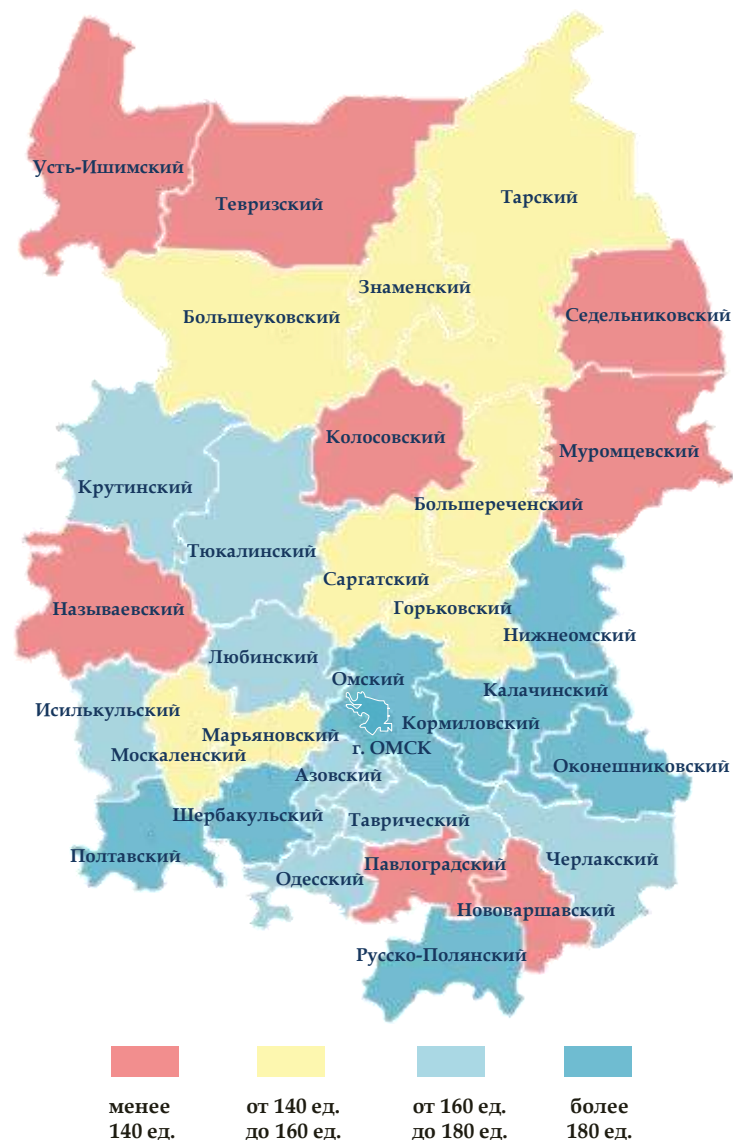 Усть-Ишимский
Тевризский
Тарский
Знаменский
Большеуковский
Седельниковский
Колосовский
Муромцевский
Крутинский
Большереченский
Тюкалинский
Саргатский
Называевский
Горьковский
Нижнеомский
Любинский
Омский
Калачинский
Исилькульский
Кормиловский
Марьяновский
Москаленский
г. ОМСК
Оконешниковский
Азовский
Шербакульский
Таврический
Полтавский
Павлоградский
Черлакский
Одесский
Нововаршавский
Русско-Полянский
менее
140 ед.
от 140 ед.
до 160 ед.
от 160 ед.
до 180 ед.
более
180 ед.